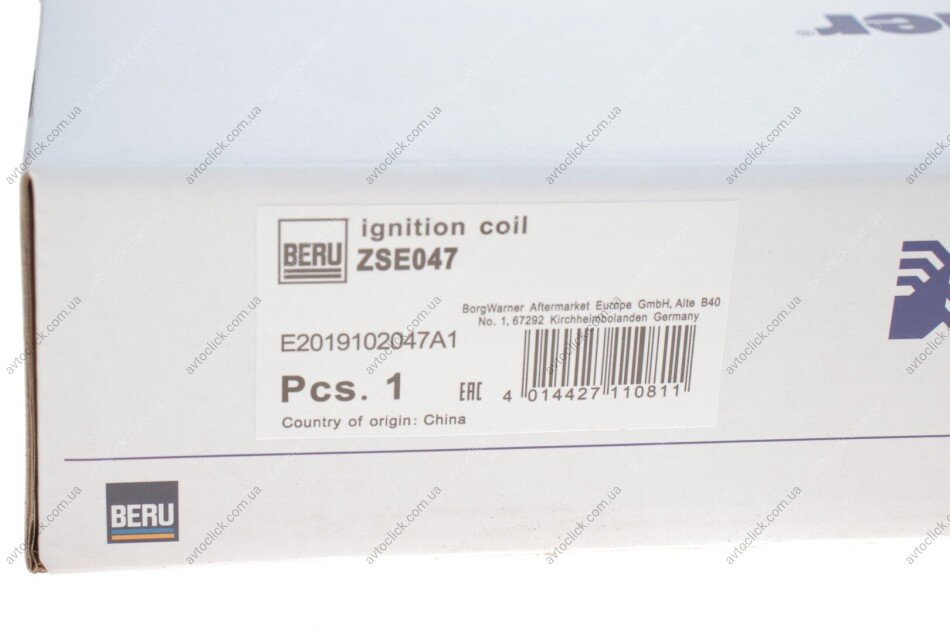 BERU
ignition coil
ZSE047
BorgWarner Aftermarket Europe GmbH, Alte B40
No. 1, 67292 Kirchheimbolanden Germany
E2019102047A1
Pcs. 1
EAC
4 014427 110811
Country of origin: China
BERU
avtoclick.com.ua